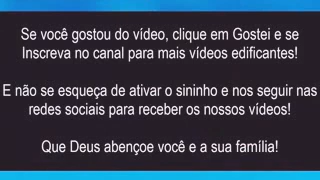 Se você gostou do vídeo, clique em Gostei e se
Inscreva no canal para mais vídeos edificantes!
E não se esqueça de ativar o sininho e nos seguir nas
redes sociais para receber os nossos vídeos!
Que Deus abençoe você e a sua família!